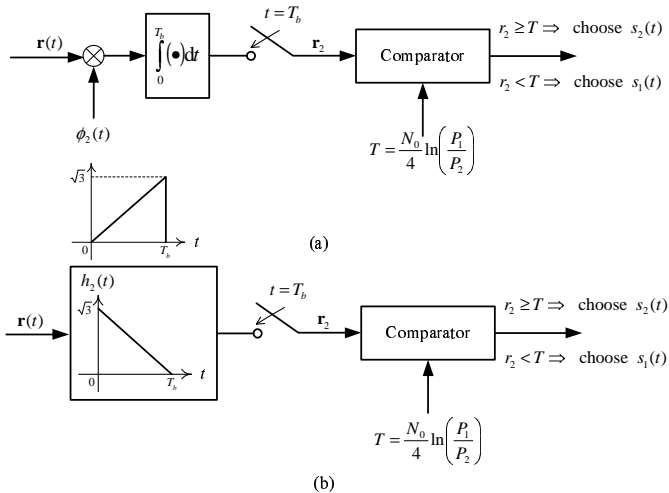 t = T_b
r(t)
∫_0^{T_b} (•)dt
r_2
Comparator
r_2 ≥ T ⇒ choose s_2(t)
r_2 < T ⇒ choose s_1(t)
ϕ_2(t)
T = N_0/4 ln(P_1/P_2)
√3
0
T_b
t
(a)
h_2(t)
√3
0
T_b
t
r(t)
t = T_b
r_2
Comparator
r_2 ≥ T ⇒ choose s_2(t)
r_2 < T ⇒ choose s_1(t)
T = N_0/4 ln(P_1/P_2)
(b)